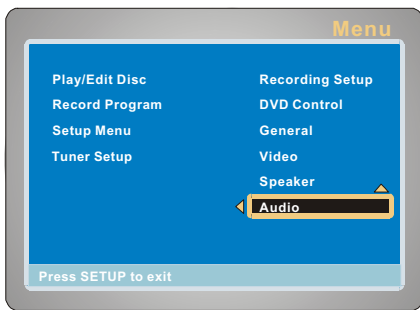 Menu
Play/Edit Disc
Record Program
Setup Menu
Tuner Setup
Recording Setup
DVD Control
General
Video
Speaker
Audio
Press SETUP to exit